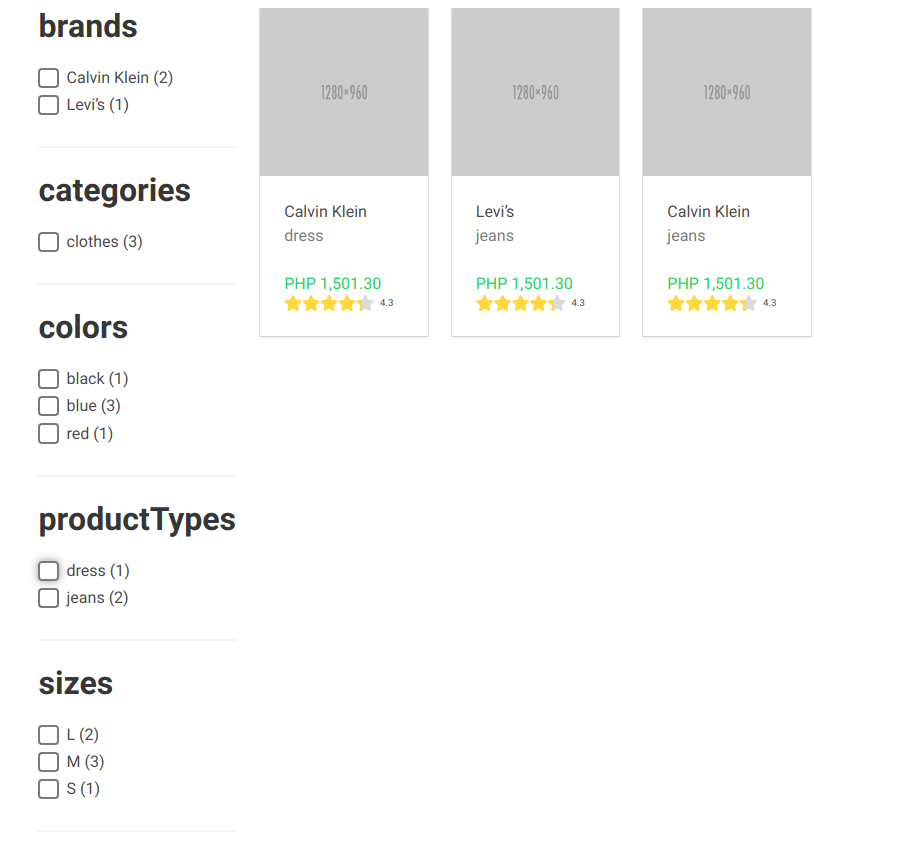 brands
Calvin Klein (2)
Levi’s (1)
categories
clothes (3)
colors
black (1)
blue (3)
red (1)
productTypes
dress (1)
jeans (2)
sizes
L (2)
M (3)
S (1)
1280×960
Calvin Klein
dress
PHP 1,501.30
4.3
1280×960
Levi’s
jeans
PHP 1,501.30
4.3
1280×960
Calvin Klein
jeans
PHP 1,501.30
4.3